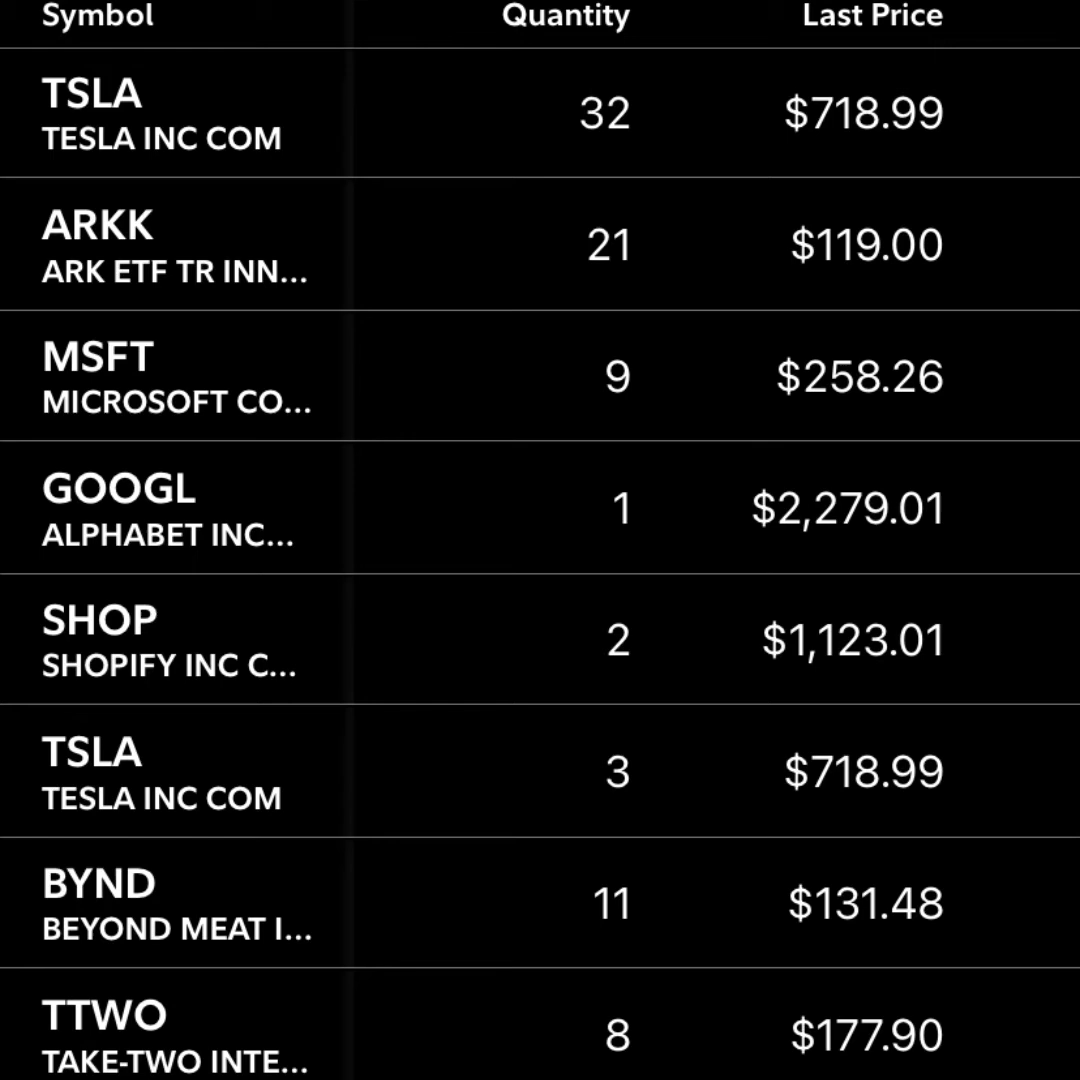 Symbol Quantity Last Price
TSLA 32 $718.99
TESLA INC COM
ARKK 21 $119.00
ARK ETF TR INN...
MSFT 9 $258.26
MICROSOFT CO...
GOOGL 1 $2,279.01
ALPHABET INC...
SHOP 2 $1,123.01
SHOPIFY INC C...
TSLA 3 $718.99
TESLA INC COM
BYND 11 $131.48
BEYOND MEAT I...
TTWO 8 $177.90
TAKE-TWO INTE...